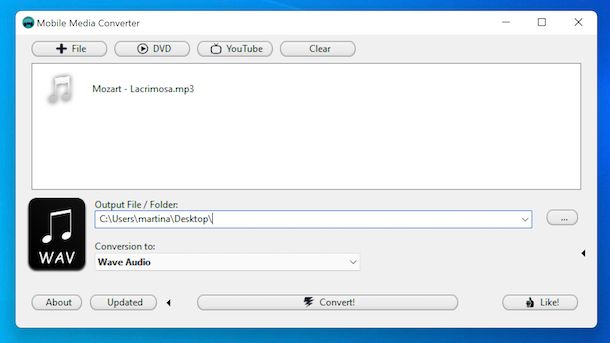 Mobile Media Converter
File
DVD
YouTube
Clear
Mozart - Lacrimosa.mp3
Output File / Folder:
C:\Users\martina\Desktop\
...
WAV
Conversion to:
Wave Audio
About
Updated
Convert!
Like!